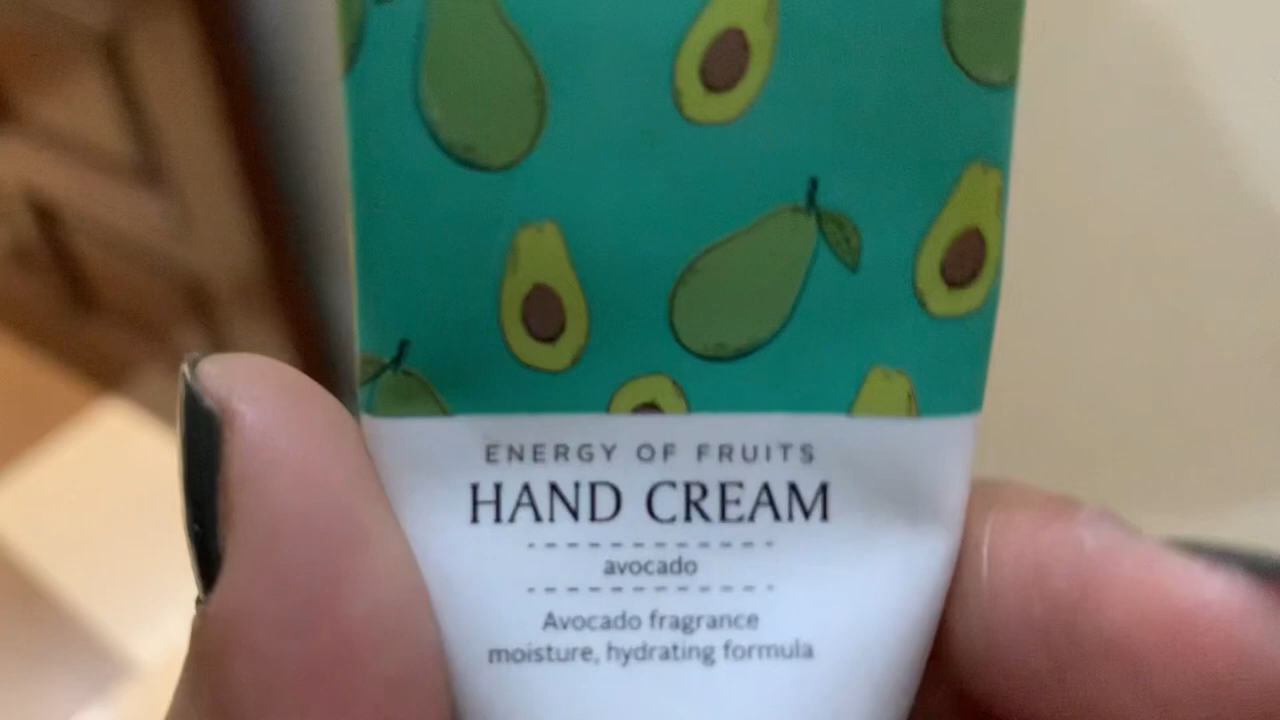 ENERGY OF FRUITS
HAND CREAM
avocado
Avocado fragrance
moisture, hydrating formula